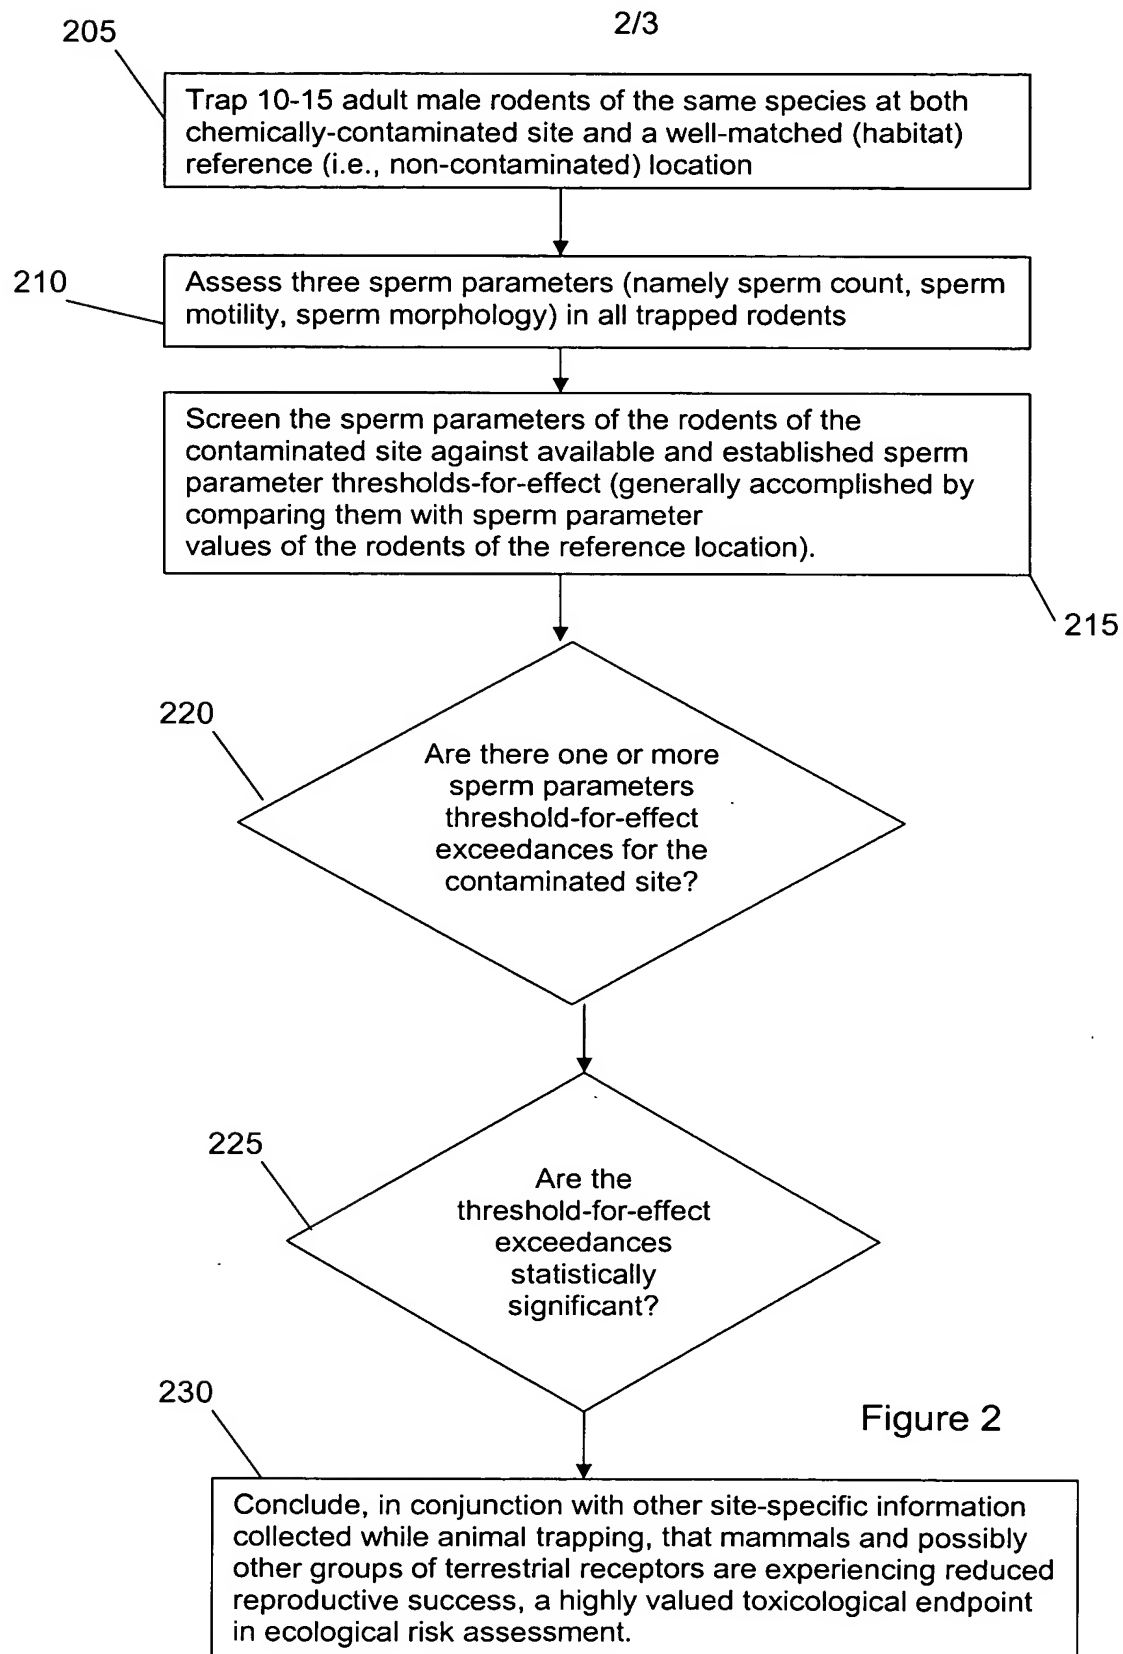 2/3
205
Trap 10-15 adult male rodents of the same species at both
chemically-contaminated site and a well-matched (habitat)
reference (i.e., non-contaminated) location
210
Assess three sperm parameters (namely sperm count, sperm
motility, sperm morphology) in all trapped rodents
Screen the sperm parameters of the rodents of the
contaminated site against available and established sperm
parameter thresholds-for-effect (generally accomplished by
comparing them with sperm parameter
values of the rodents of the reference location).
215
220
Are there one or more
sperm parameters
threshold-for-effect
exceedances for the
contaminated site?
225
Are the
threshold-for-effect
exceedances
statistically
significant?
230
Figure 2
Conclude, in conjunction with other site-specific information
collected while animal trapping, that mammals and possibly
other groups of terrestrial receptors are experiencing reduced
reproductive success, a highly valued toxicological endpoint
in ecological risk assessment.